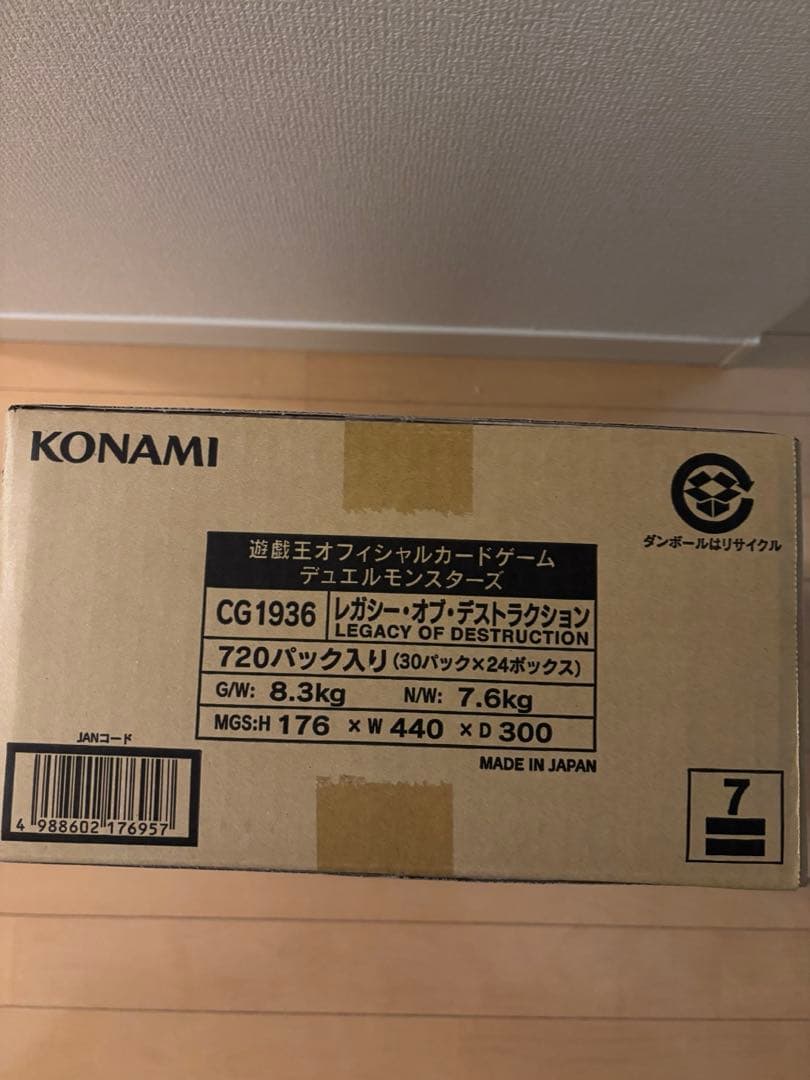 KONAMI
ダンボールはリサイクル
遊戯王オフィシャルカードゲーム
デュエルモンスターズ
CG1936
レガシー・オブ・デストラクション
LEGACY OF DESTRUCTION
720パック入り(30パック×24ボックス)
G/W: 8.3kg N/W: 7.6kg
MGS:H 176 × W 440 × D 300
MADE IN JAPAN
JANコード
4 988602 176957
7